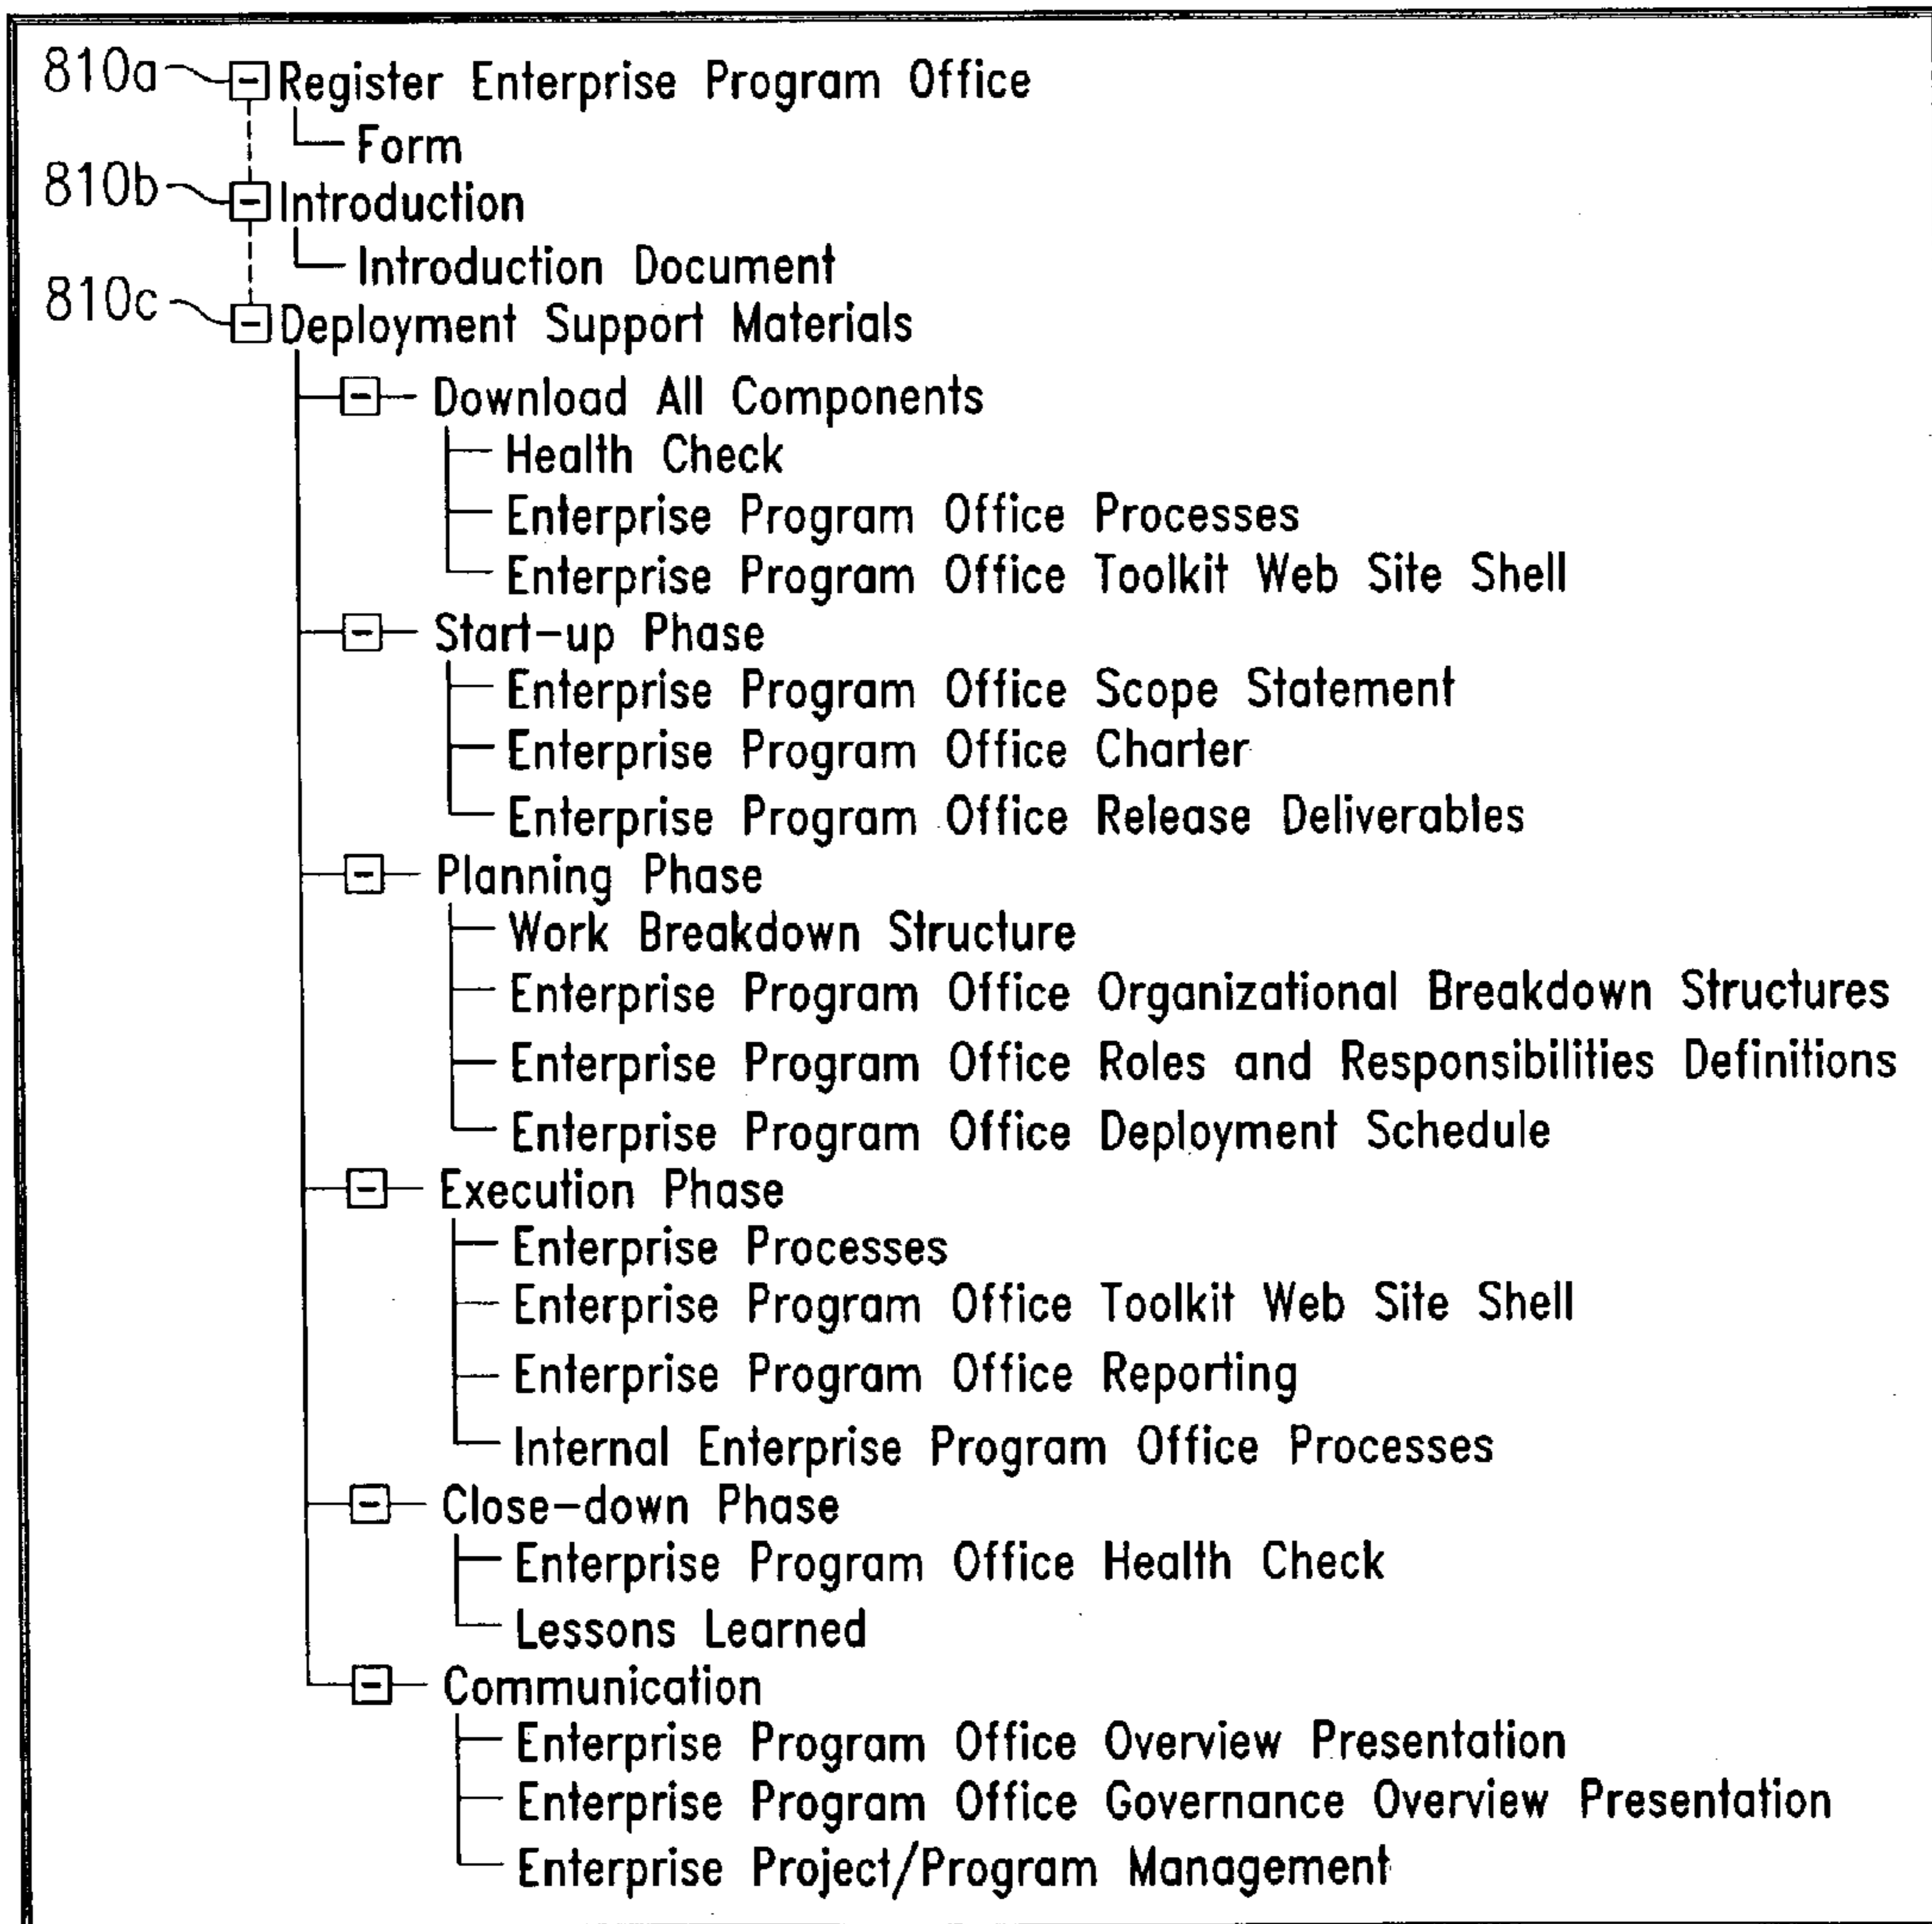 810a Register Enterprise Program Office
Form
810b Introduction
Introduction Document
810c Deployment Support Materials
Download All Components
Health Check
Enterprise Program Office Processes
Enterprise Program Office Toolkit Web Site Shell
Start-up Phase
Enterprise Program Office Scope Statement
Enterprise Program Office Charter
Enterprise Program Office Release Deliverables
Planning Phase
Work Breakdown Structure
Enterprise Program Office Organizational Breakdown Structures
Enterprise Program Office Roles and Responsibilities Definitions
Enterprise Program Office Deployment Schedule
Execution Phase
Enterprise Processes
Enterprise Program Office Toolkit Web Site Shell
Enterprise Program Office Reporting
Internal Enterprise Program Office Processes
Close-down Phase
Enterprise Program Office Health Check
Lessons Learned
Communication
Enterprise Program Office Overview Presentation
Enterprise Program Office Governance Overview Presentation
Enterprise Project/Program Management